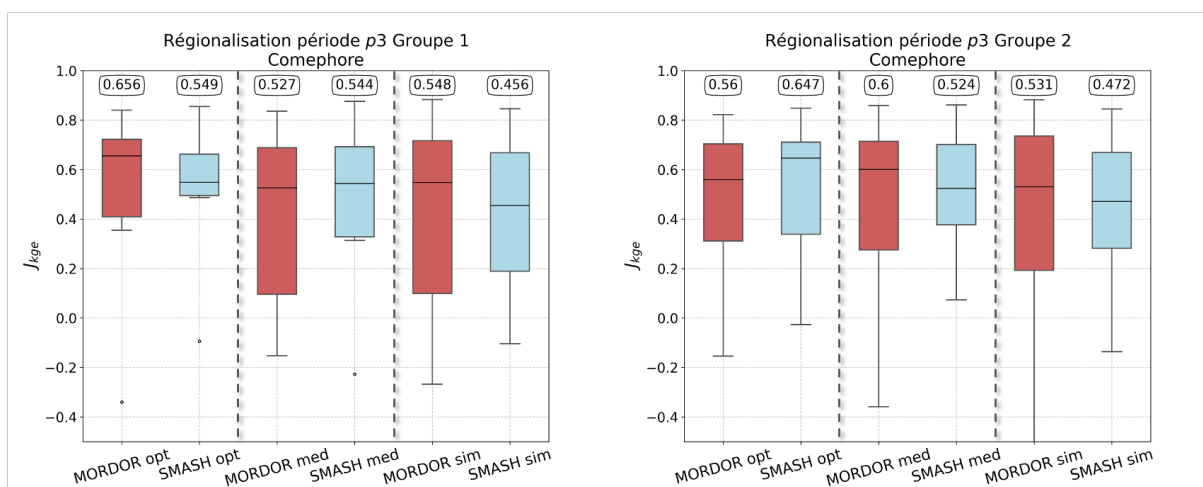 Régionalisation période p3 Groupe 1
Comephore
1.0
0.8
0.6
0.4
0.2
0.0
−0.2
−0.4
J_kge
0.656
0.549
0.527
0.544
0.548
0.456
MORDOR opt
SMASH opt
MORDOR med
SMASH med
MORDOR sim
SMASH sim
Régionalisation période p3 Groupe 2
Comephore
1.0
0.8
0.6
0.4
0.2
0.0
−0.2
−0.4
J_kge
0.56
0.647
0.6
0.524
0.531
0.472
MORDOR opt
SMASH opt
MORDOR med
SMASH med
MORDOR sim
SMASH sim